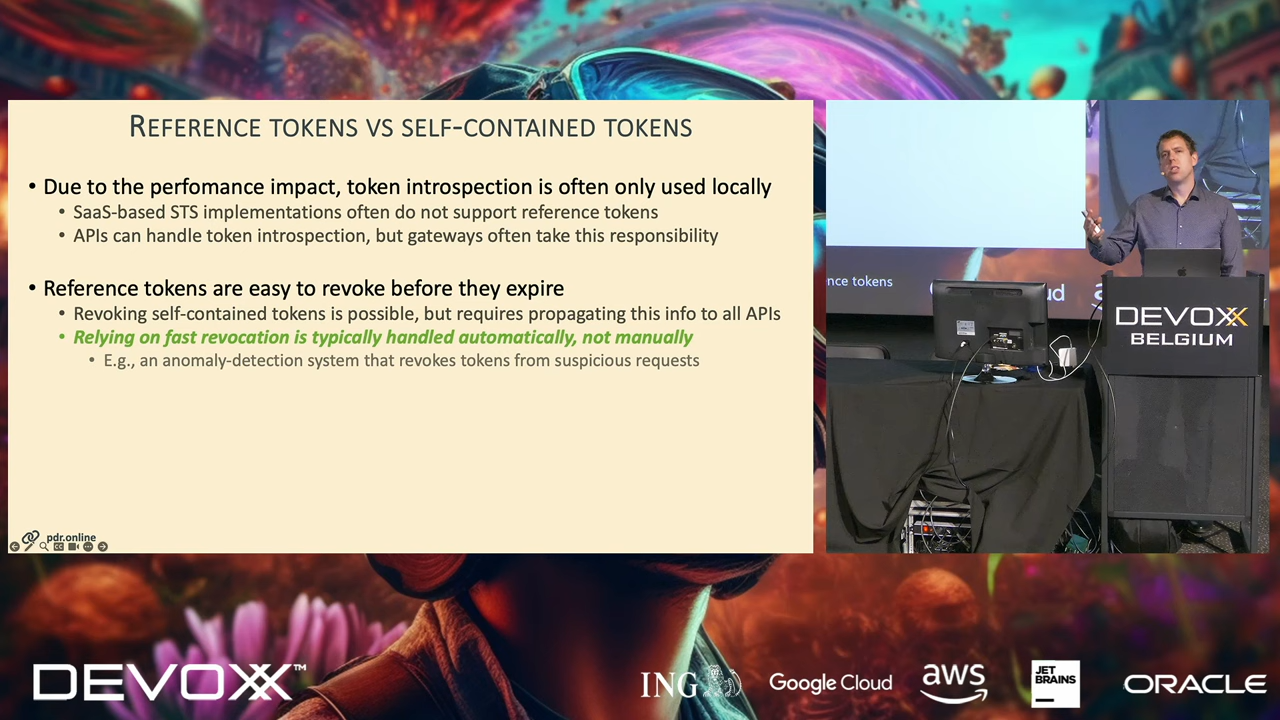 REFERENCE TOKENS VS SELF-CONTAINED TOKENS
• Due to the perfomance impact, token introspection is often only used locally
• SaaS-based STS implementations often do not support reference tokens
• APIs can handle token introspection, but gateways often take this responsibility
• Reference tokens are easy to revoke before they expire
• Revoking self-contained tokens is possible, but requires propagating this info to all APIs
• Relying on fast revocation is typically handled automatically, not manually
• E.g., an anomaly-detection system that revokes tokens from suspicious requests
pdr.online
nce tokens
ud
DEVOXX
BELGIUM
DEVOXX™
ING
Google Cloud
aws
JET
BRAINS
ORACLE